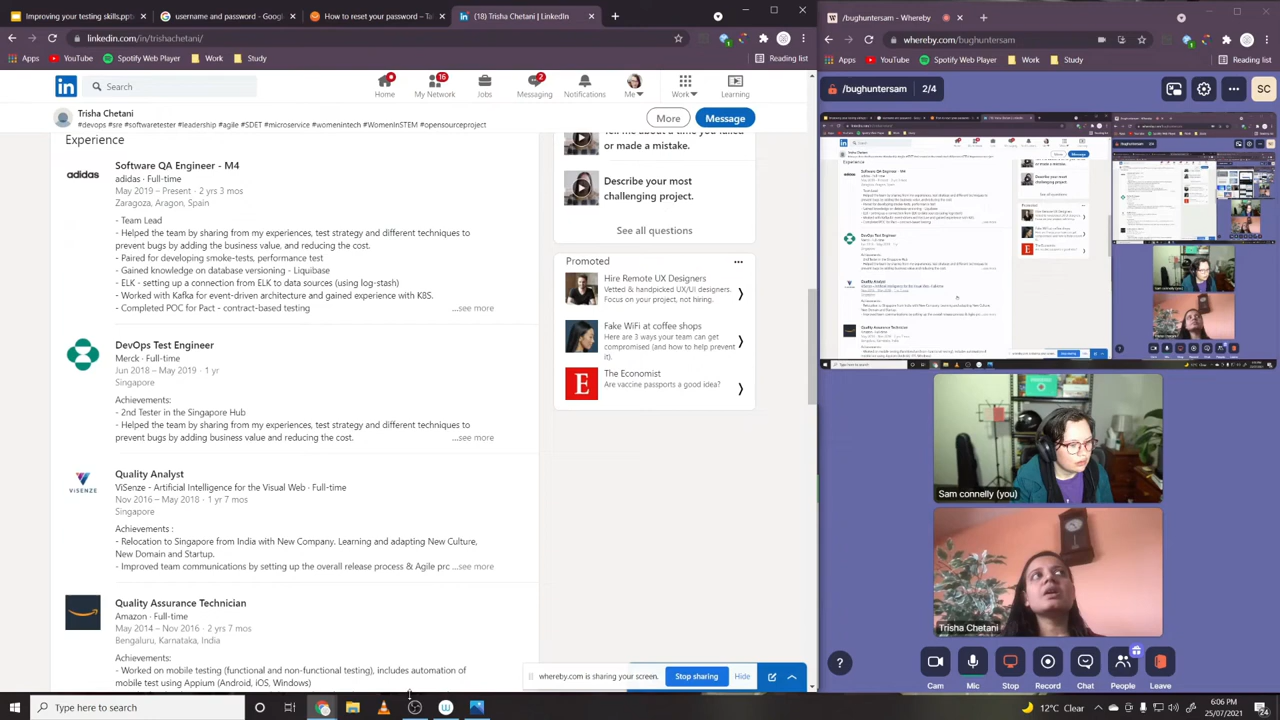 Improving your testing skills.ppt
username and password - Goog
How to reset your password – Ta
(18) Trisha Chetani | LinkedIn
bughuntersam - Whereby
linkedin.com/in/trishachetani/
whereby.com/bughuntersam
Apps
YouTube
Spotify Web Player
Work
Study
Reading list
Apps
YouTube
Spotify Web Player
Work
Study
Reading list
in
Search
Home
16
My Network
Jobs
2
Messaging
Notifications
Me
Work
Learning
/bughuntersam
2/4
Trisha Chetani
#devops #sre #softwaretester #leadership #agile #SDET #microservice #womenintech #WomenInSTEM #opensourceproject
More
Message
Experience
adidas
Software QA Engineer - M4
adidas · Full-time
May 2019 – Present · 2 yrs 3 mos
Zaragoza, Aragon, Spain
- Team Lead
- Helped the team by sharing from my experiences, test strategy and different techniques to
prevent bugs by adding the business value, and reducing the cost.
- Paired for developing smoke-tests, performance test
- Gained knowledge on database versioning - Liquibase
- ELK - setting up a connection from ELK to data sources (using log-stash)
- Worked with Kafka event-driven architecture and gained experience with K8S.
- Completed POC on contract-based testing
...see more
DevOps Test Engineer
Merck · Full-time
Jun 2018 – May 2019 · 1 yr
Singapore
Achievements:
- 2nd Tester in the Singapore Hub
- Helped the team by sharing from my experiences, test strategy and different techniques to
prevent bugs by adding business value and reducing the cost.
...see more
VISENZE
Quality Analyst
ViSenze - Artificial Intelligence for the Visual Web · Full-time
Nov 2016 – May 2018 · 1 yr 7 mos
Singapore
Achievements :
- Relocation to Singapore from India with New Company. Learning and adapting New Culture,
New Domain and Startup.
- Improved team communications by setting up the overall release process & Agile prc ...see more
Quality Assurance Technician
Amazon · Full-time
May 2014 – Nov 2016 · 2 yrs 7 mos
Bengaluru, Karnataka, India
Achievements:
- Worked on mobile testing (functional and non-functional testing), includes automation of
mobile test using Appium (Android, iOS, Windows)
Tell me about a time you failed
or made a mistake.
Describe your most
challenging project.
See all questions
Promoted
Hire Remote UX Designers
Vetted & handpicked UX/UI designers.
Focus on your project, not hiring.
Fake WiFi at coffee shops
Here are 3 ways your team can get
compromised (and how to help prevent
E
The Economist
Are vaccine passports a good idea?
whereby.com is sharing your screen.
Stop sharing
Hide
Sam connelly (you)
Trisha Chetani
?
Cam
Mic
Stop
Record
Chat
People
Leave
Type here to search
12°C Clear
6:06 PM
25/07/2021
24